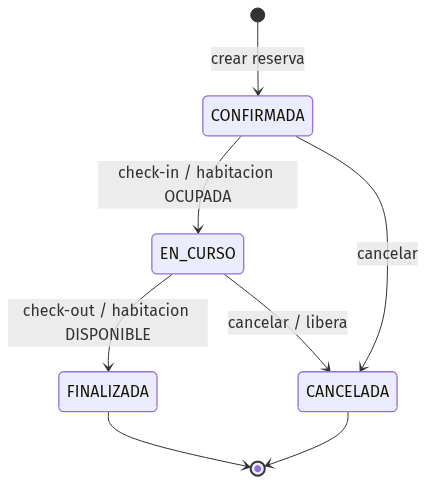 crear reserva
CONFIRMADA
check-in / habitacion
OCUPADA
cancelar
EN_CURSO
check-out / habitacion
DISPONIBLE
cancelar / libera
FINALIZADA
CANCELADA